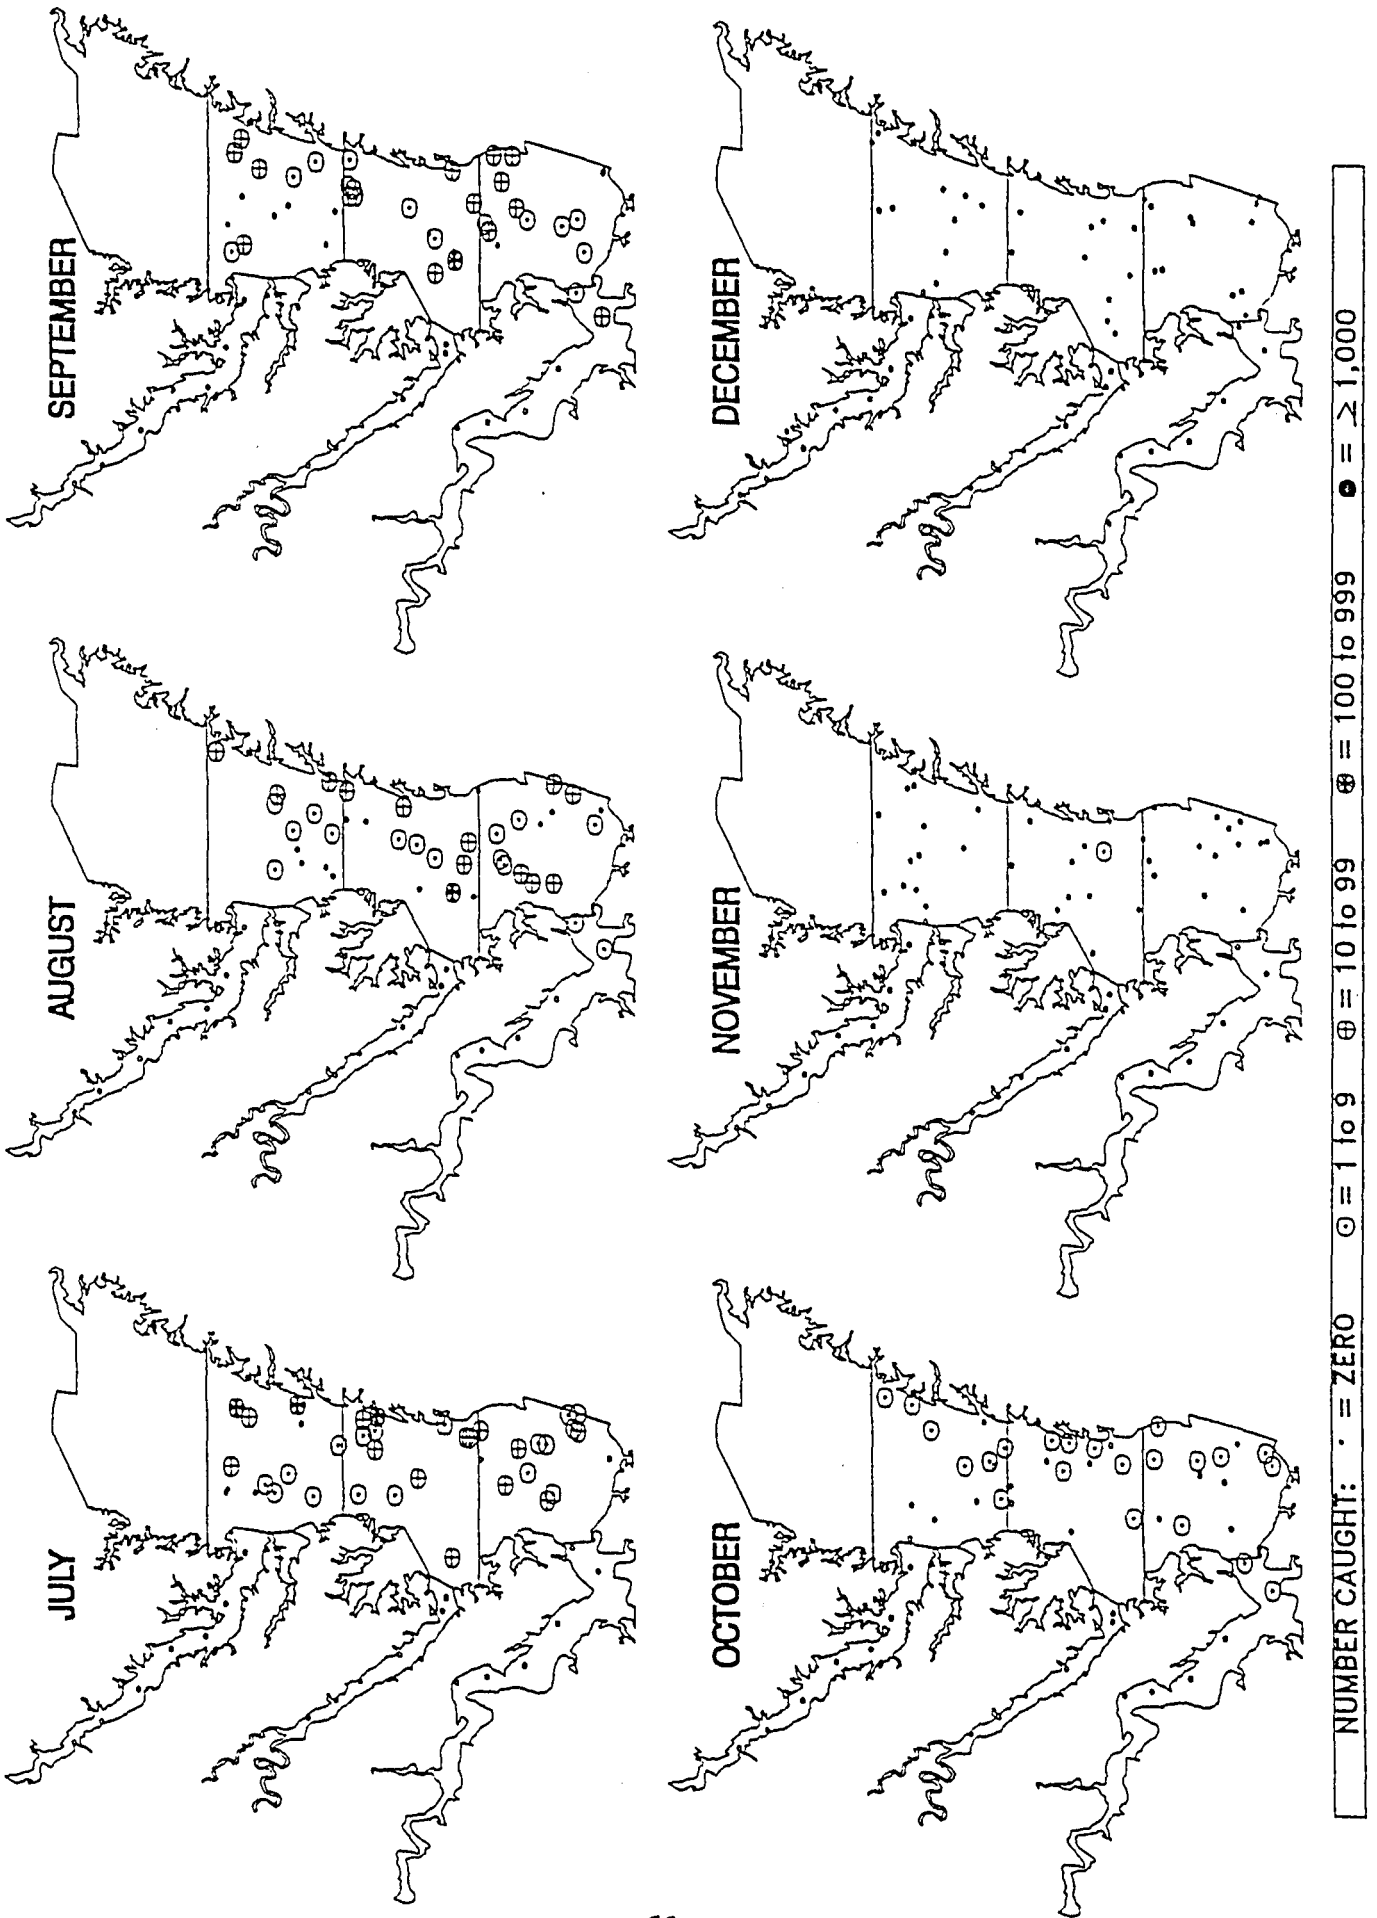 JULY
AUGUST
SEPTEMBER
OCTOBER
NOVEMBER
DECEMBER
NUMBER CAUGHT: · = ZERO ⊙ = 1 to 9 ⊕ = 10 to 99 ⊕ = 100 to 999 ● = ≥ 1,000